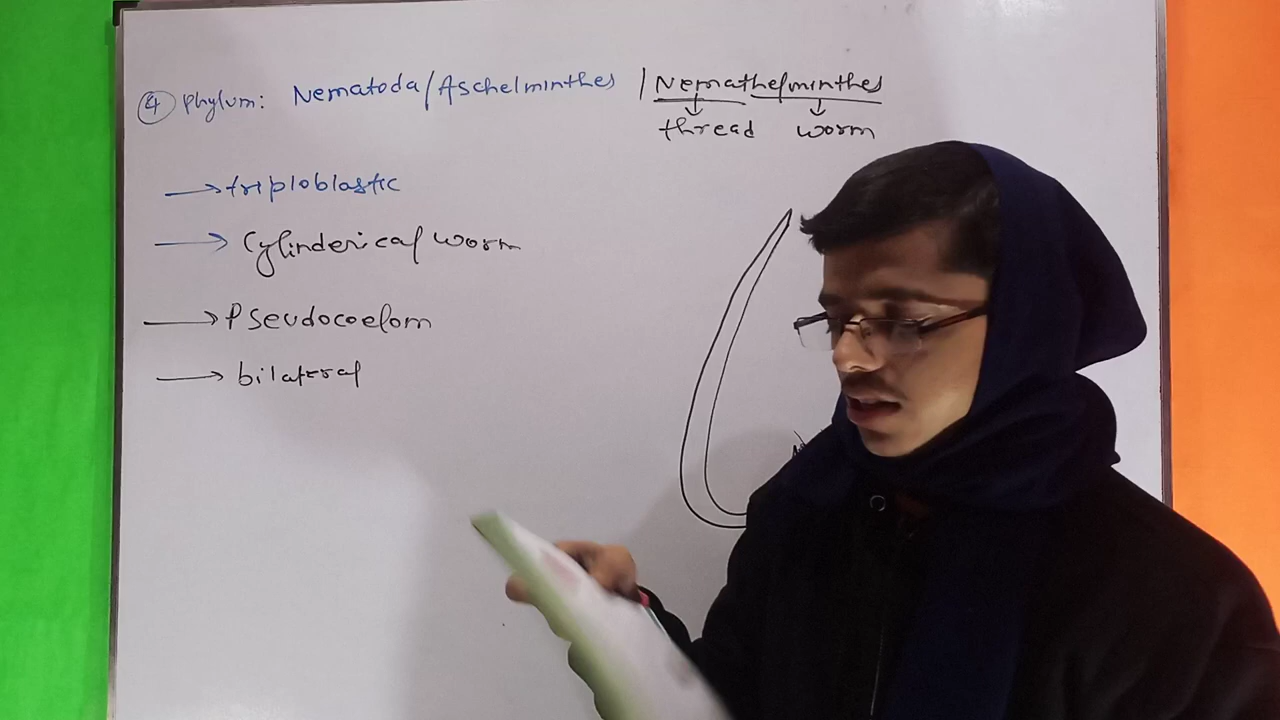 ④ Phylum: Nematoda/Aschelminthes /Nemathelminthes
thread worm
→ triploblastic
→ Cylinderical worm
→ Pseudocoelom
→ bilateral